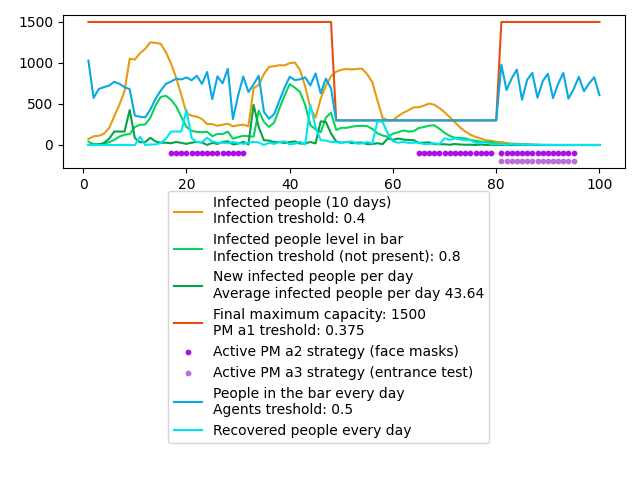 1500
1000
500
0
0
20
40
60
80
100
Infected people (10 days)
Infection treshold: 0.4
Infected people level in bar
Infection treshold (not present): 0.8
New infected people per day
Average infected people per day 43.64
Final maximum capacity: 1500
PM a1 treshold: 0.375
Active PM a2 strategy (face masks)
Active PM a3 strategy (entrance test)
People in the bar every day
Agents treshold: 0.5
Recovered people every day